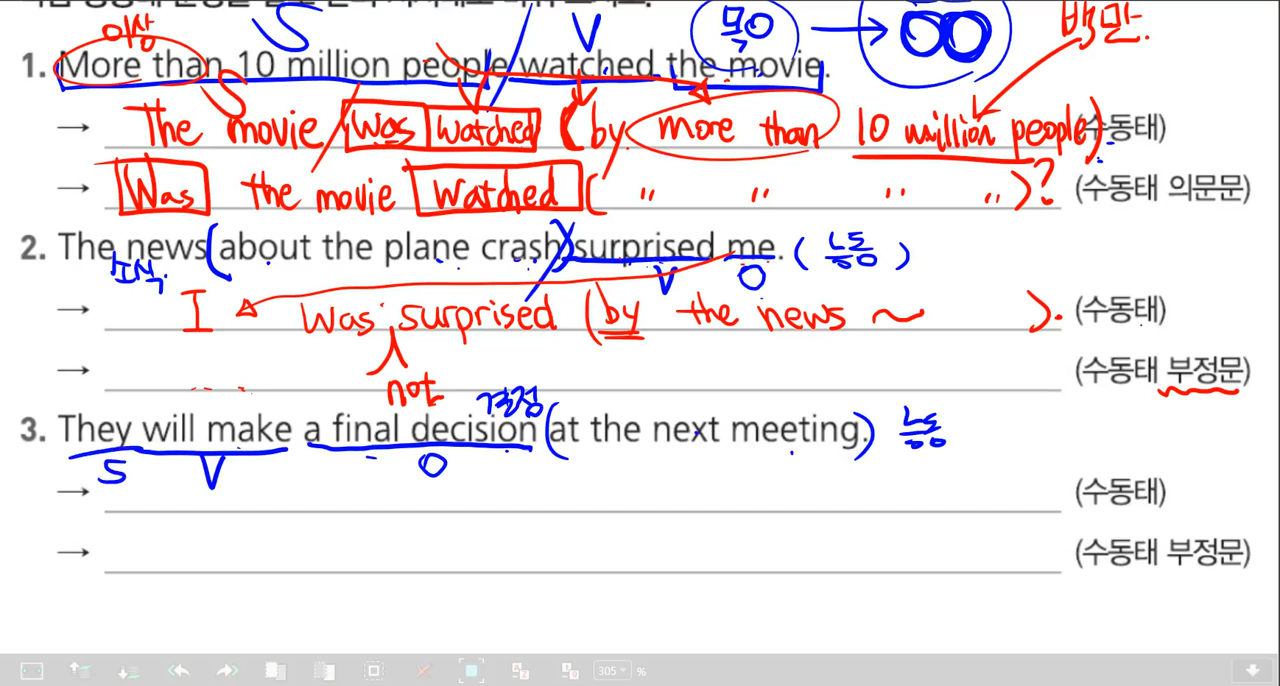 이상 S V 목 → 백만.
1. More than 10 million people watched the movie.
→ The movie was watched (by more than 10 million people). (수동태)
→ Was the movie watched ( " " " " )? (수동태 의문문)
2. The news (about the plane crash) surprised me. (능동)
V O
→ I was surprised (by the news ~ ). (수동태)
→ not (수동태 부정문)
결정
3. They will make a final decision (at the next meeting.) 능동
S V O
→ (수동태)
→ (수동태 부정문)
305 %